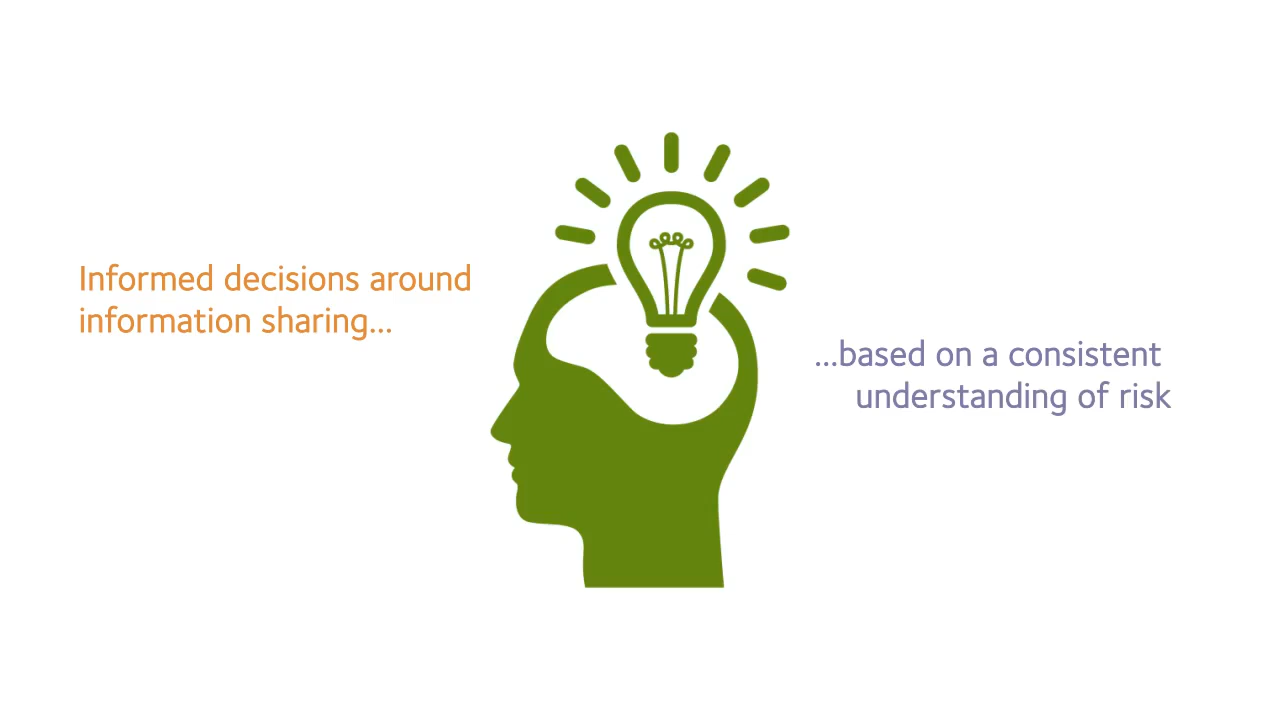 Informed decisions around
information sharing...
...based on a consistent
understanding of risk